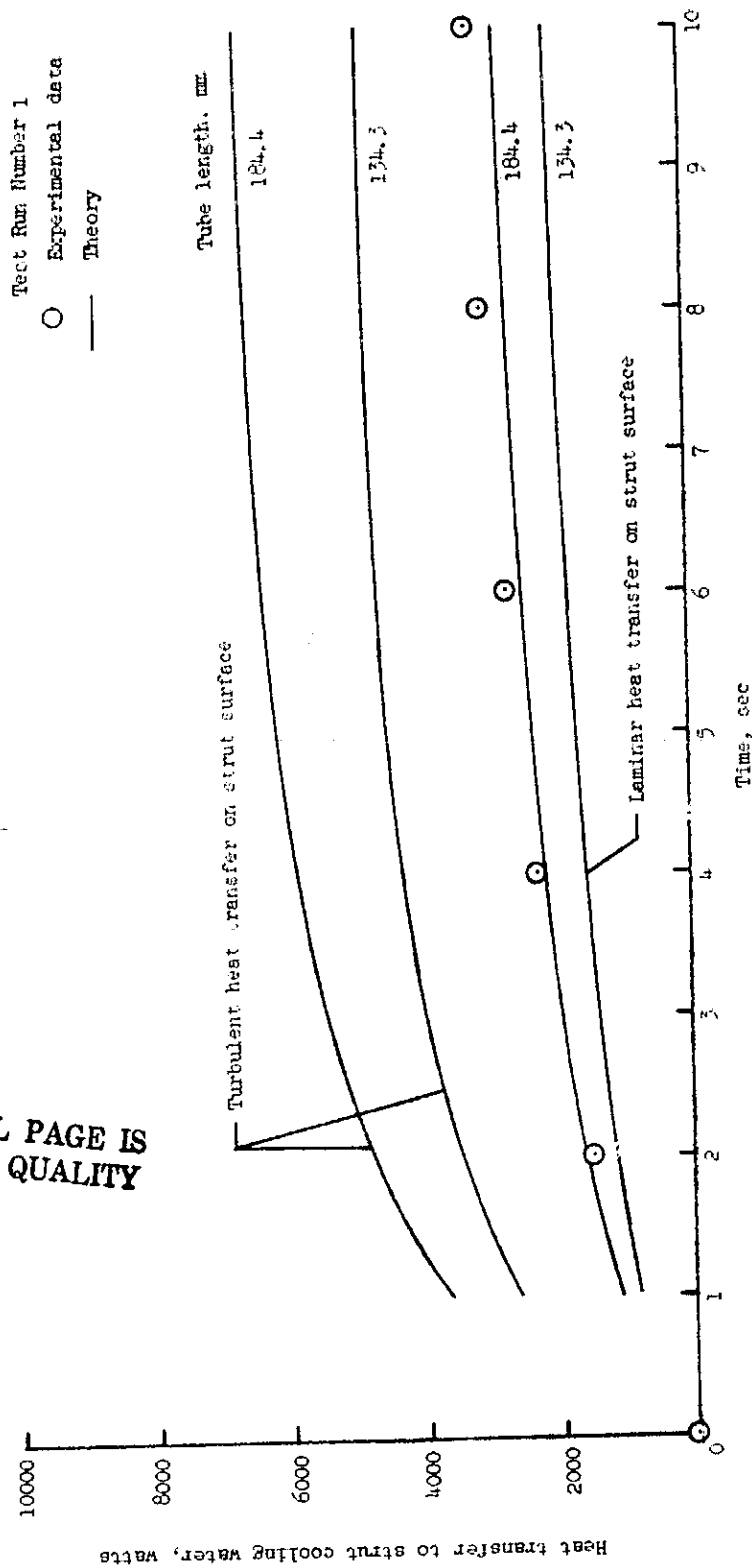 L PAGE IS
QUALITY
Test Run Number 1
Experimental data
Theory
Tube length, mm
184.4
134.3
184.4
134.3
Turbulent heat transfer on strut surface
Laminar heat transfer on strut surface
Heat transfer to strut cooling water, watts
10000
8000
6000
4000
2000
0
1
2
3
4
5
6
7
8
9
10
Time, sec